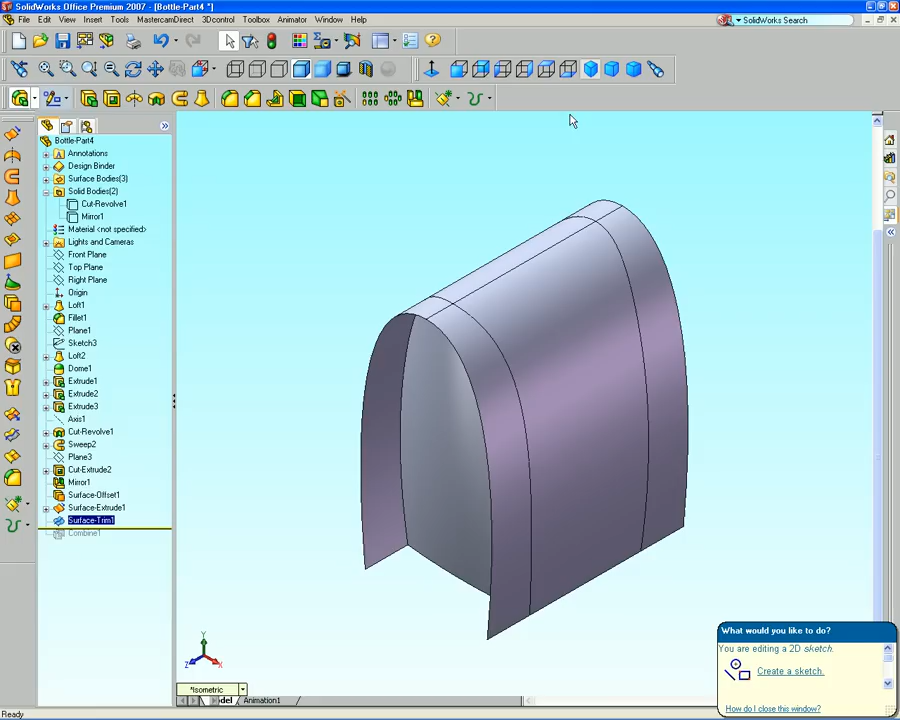 SolidWorks Office Premium 2007 - [Bottle-Part4 *]
File Edit View Insert Tools MastercamDirect 3Dcontrol Toolbox Animator Window Help
SolidWorks Search
Bottle-Part4
Annotations
Design Binder
Surface Bodies(3)
Solid Bodies(2)
Cut-Revolve1
Mirror1
Material <not specified>
Lights and Cameras
Front Plane
Top Plane
Right Plane
Origin
Loft1
Fillet1
Plane1
Sketch3
Loft2
Dome1
Extrude1
Extrude2
Extrude3
Axis1
Cut-Revolve1
Sweep2
Plane3
Cut-Extrude2
Mirror1
Surface-Offset1
Surface-Extrude1
Surface-Trim1
Combine1
Y
Z
X
*Isometric
Animation1
What would you like to do?
You are editing a 2D sketch.
Create a sketch.
How do I close this window?
Ready